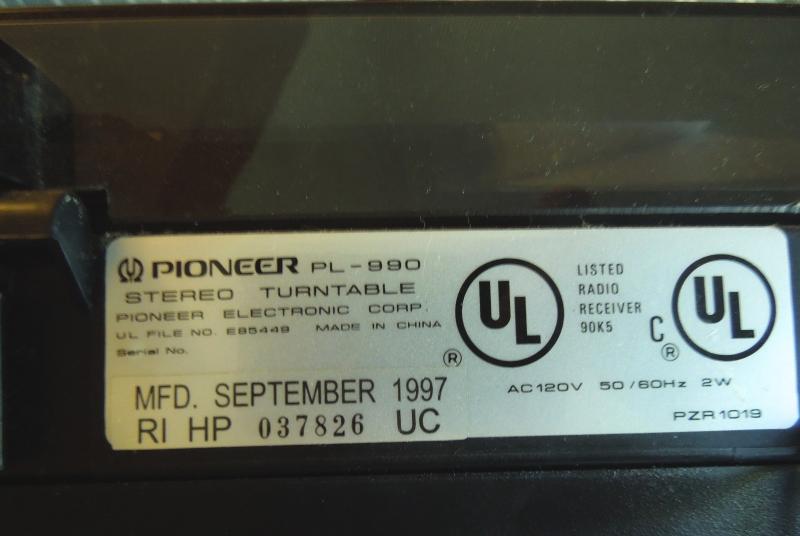 PIONEER PL-990
STEREO TURNTABLE
PIONEER ELECTRONIC CORP.
UL FILE NO. E85449 MADE IN CHINA
Serial No.
MFD. SEPTEMBER 1997
RI HP 037826 UC
UL ®
LISTED
RADIO
RECEIVER
90K5
C UL ®
AC120V 50/60Hz 2W
PZR1019